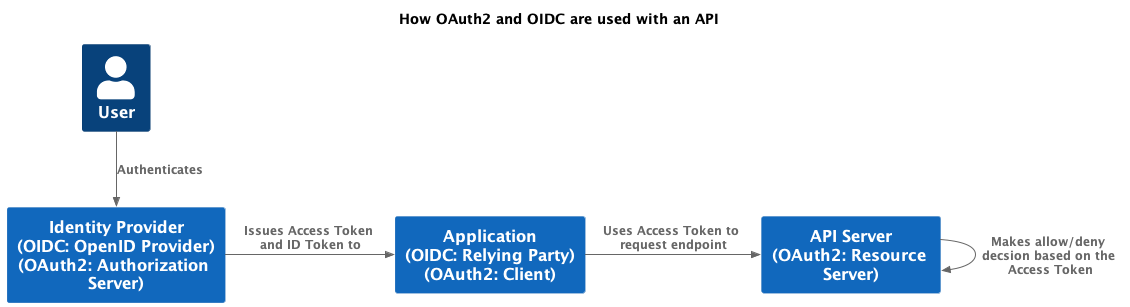 How OAuth2 and OIDC are used with an API
User
Authenticates
Identity Provider
(OIDC: OpenID Provider)
(OAuth2: Authorization
Server)
Issues Access Token
and ID Token to
Application
(OIDC: Relying Party)
(OAuth2: Client)
Uses Access Token to
request endpoint
API Server
(OAuth2: Resource
Server)
Makes allow/deny
decsion based on the
Access Token